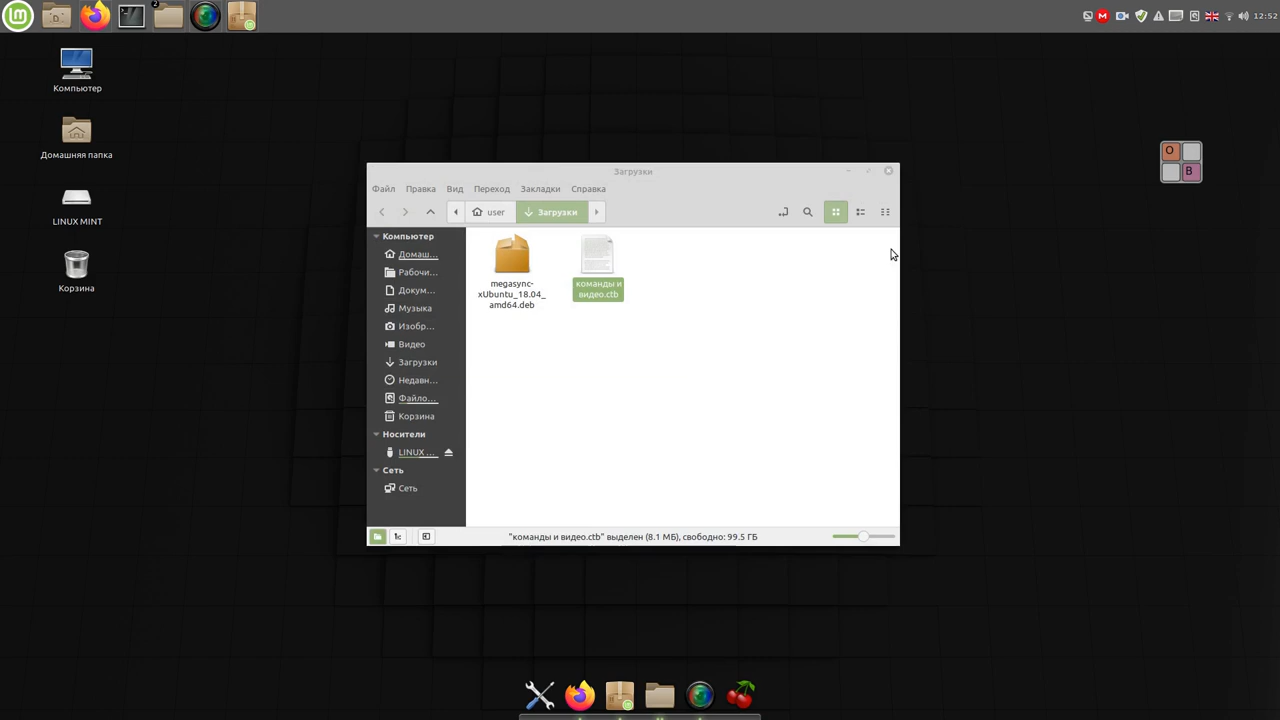 2
M
12:52
Компьютер
Домашняя папка
LINUX MINT
Корзина
O
B
Загрузки
Файл Правка Вид Переход Закладки Справка
user Загрузки
Компьютер
Домаш...
Рабочи...
Докум...
Музыка
Изобр...
Видео
Загрузки
Недавн...
Файло...
Корзина
Носители
LINUX ...
Сеть
Сеть
megasync-
xUbuntu_18.04_
amd64.deb
команды и
видео.ctb
"команды и видео.ctb" выделен (8.1 МБ), свободно: 99.5 ГБ